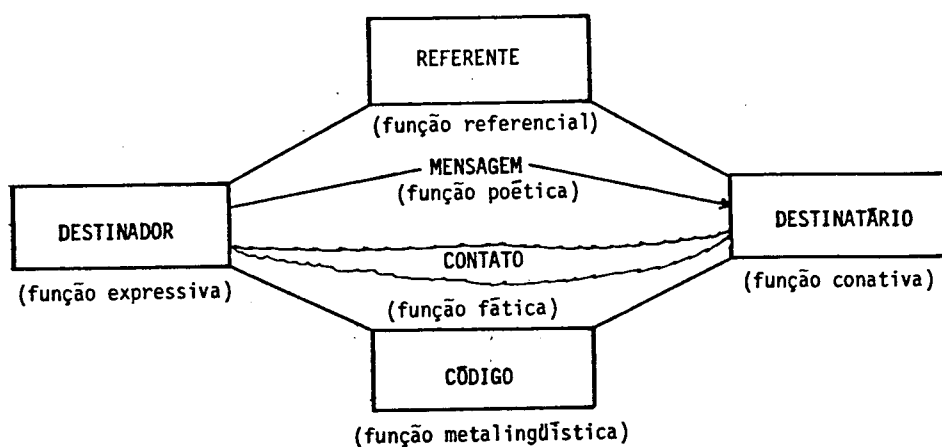 REFERENTE
(função referencial)
MENSAGEM
(função poética)
DESTINADOR
(função expressiva)
DESTINATÁRIO
(função conativa)
CONTATO
(função fática)
CÓDIGO
(função metalingüística)